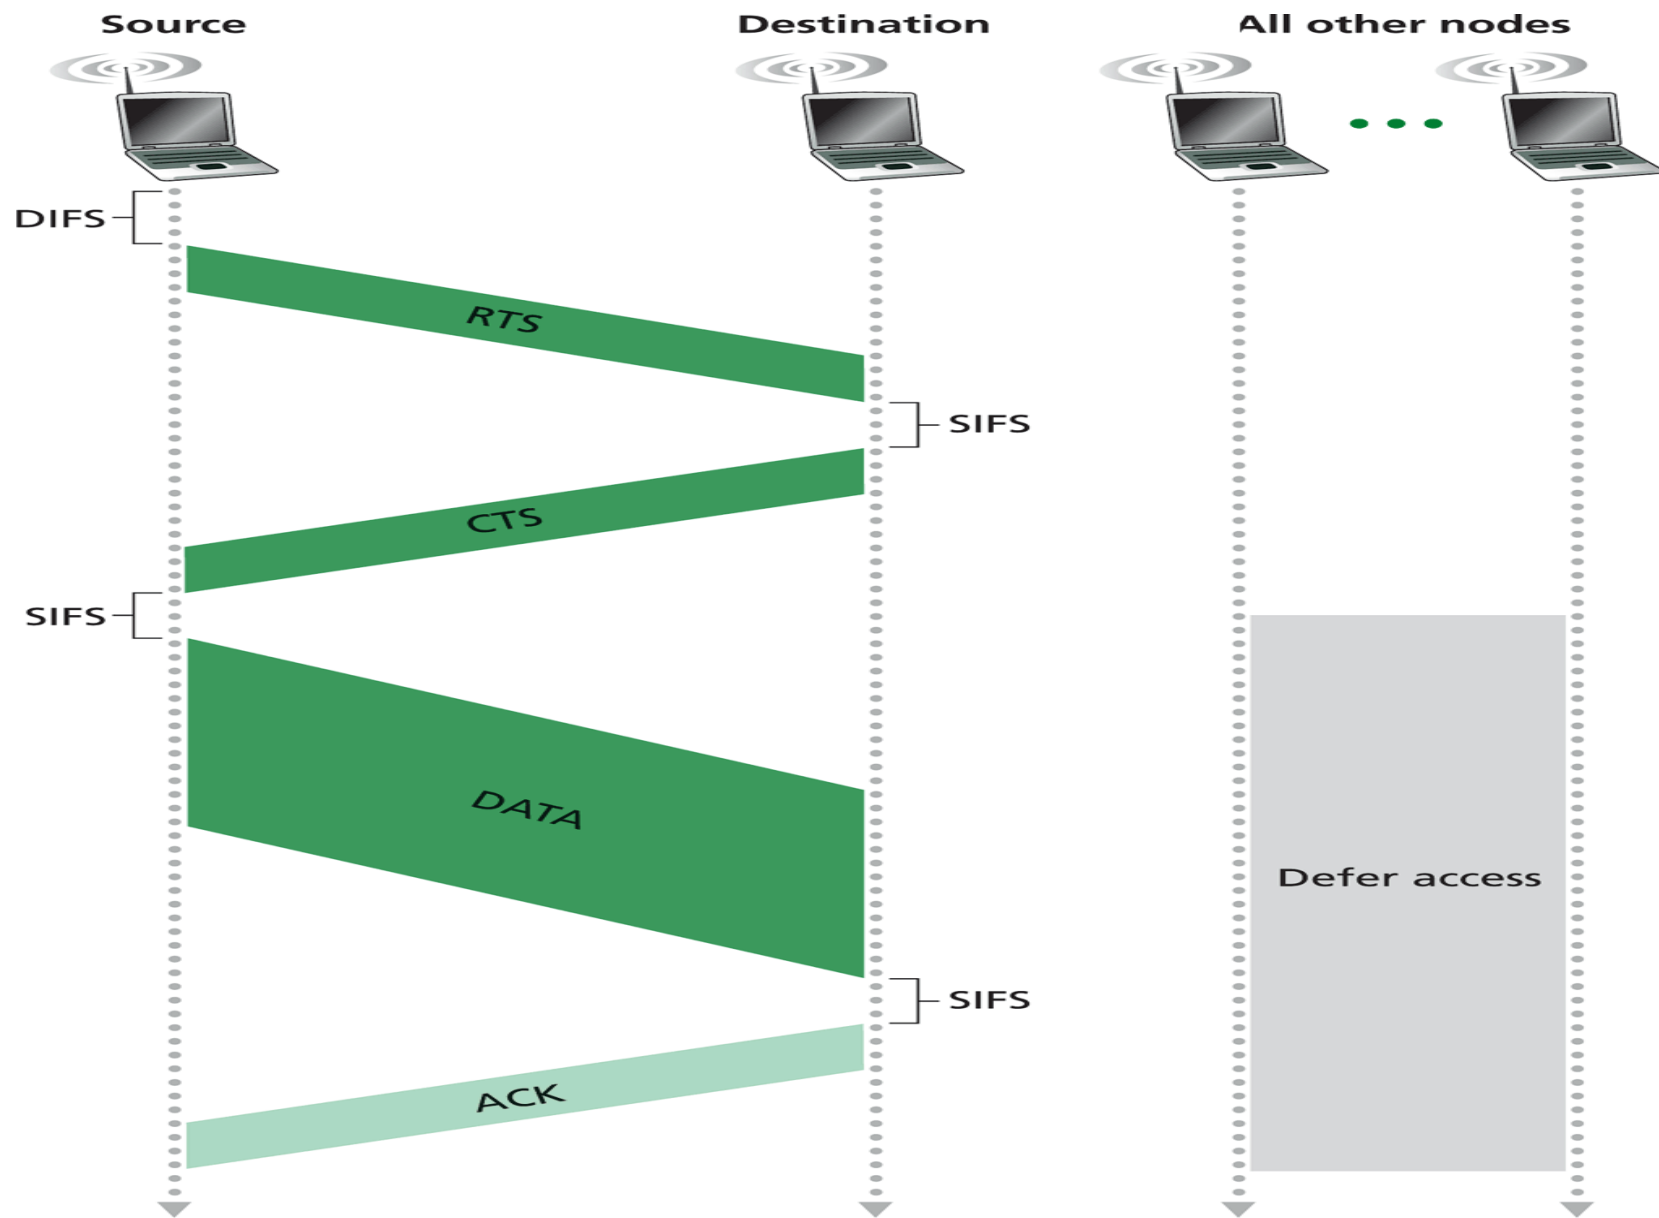 Source
Destination
All other nodes
DIFS
RTS
SIFS
CTS
SIFS
DATA
Defer access
SIFS
ACK